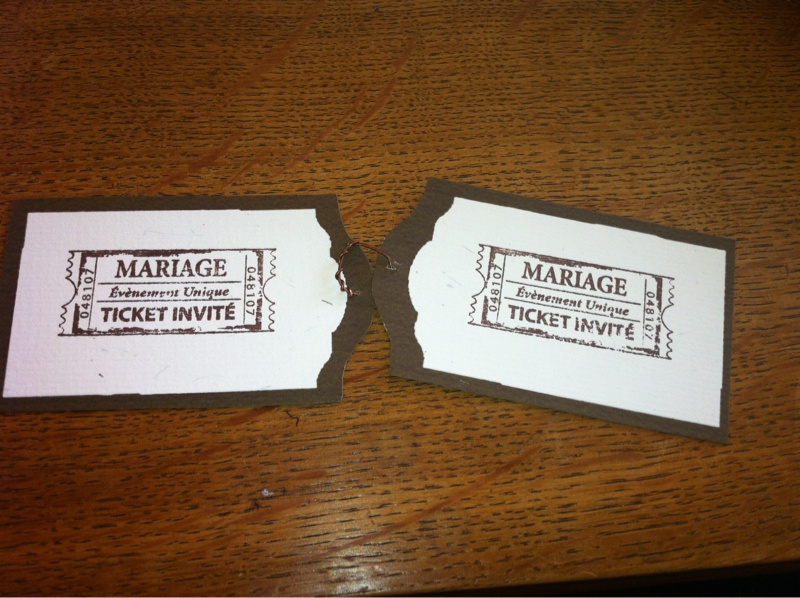 048107
MARIAGE
Évènement Unique
TICKET INVITÉ
048107
048107
MARIAGE
Évènement Unique
TICKET INVITÉ
048107